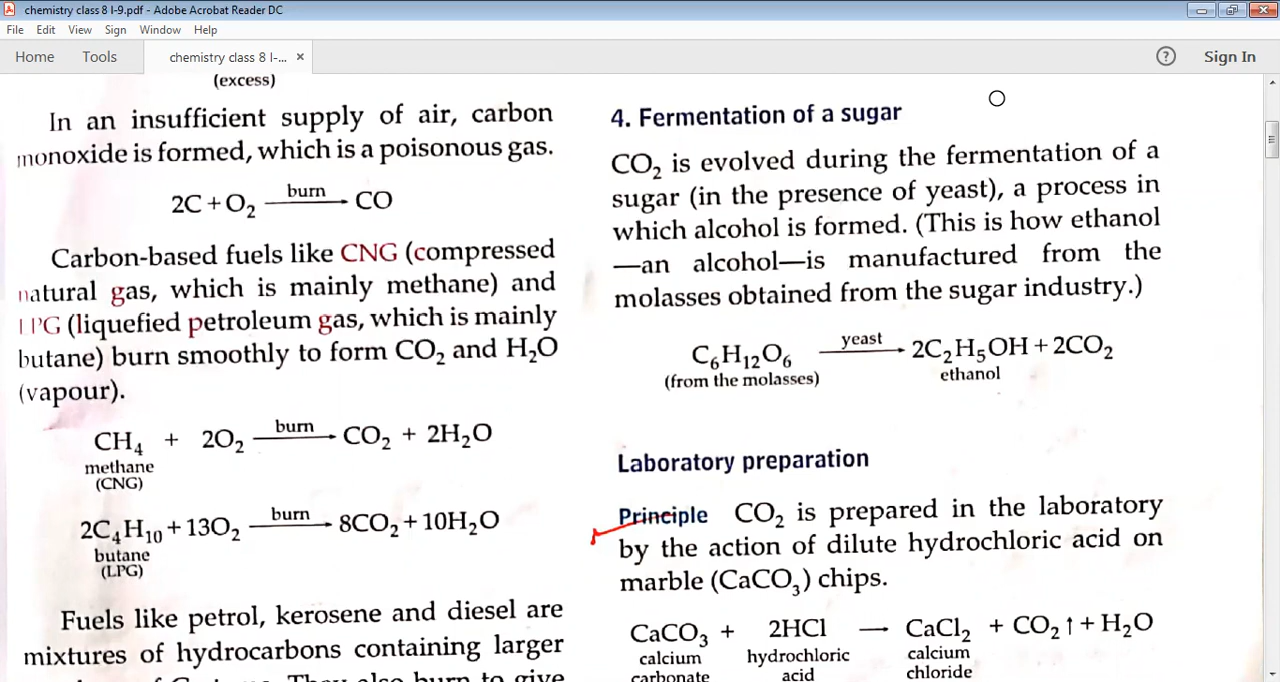 chemistry class 8 l-9.pdf - Adobe Acrobat Reader DC
File Edit View Sign Window Help
Home Tools chemistry class 8 l-... × ? Sign In
(excess)
In an insufficient supply of air, carbon
monoxide is formed, which is a poisonous gas.
2C + O₂ burn → CO
Carbon-based fuels like CNG (compressed
natural gas, which is mainly methane) and
LPG (liquefied petroleum gas, which is mainly
butane) burn smoothly to form CO₂ and H₂O
(vapour).
CH₄ + 2O₂ burn → CO₂ + 2H₂O
methane
(CNG)
2C₄H₁₀ + 13O₂ burn → 8CO₂ + 10H₂O
butane
(LPG)
Fuels like petrol, kerosene and diesel are
mixtures of hydrocarbons containing larger
4. Fermentation of a sugar
CO₂ is evolved during the fermentation of a
sugar (in the presence of yeast), a process in
which alcohol is formed. (This is how ethanol
—an alcohol—is manufactured from the
molasses obtained from the sugar industry.)
C₆H₁₂O₆ yeast → 2C₂H₅OH + 2CO₂
(from the molasses) ethanol
Laboratory preparation
Principle CO₂ is prepared in the laboratory
by the action of dilute hydrochloric acid on
marble (CaCO₃) chips.
CaCO₃ + 2HCl → CaCl₂ + CO₂↑ + H₂O
calcium hydrochloric calcium
carbonate acid chloride